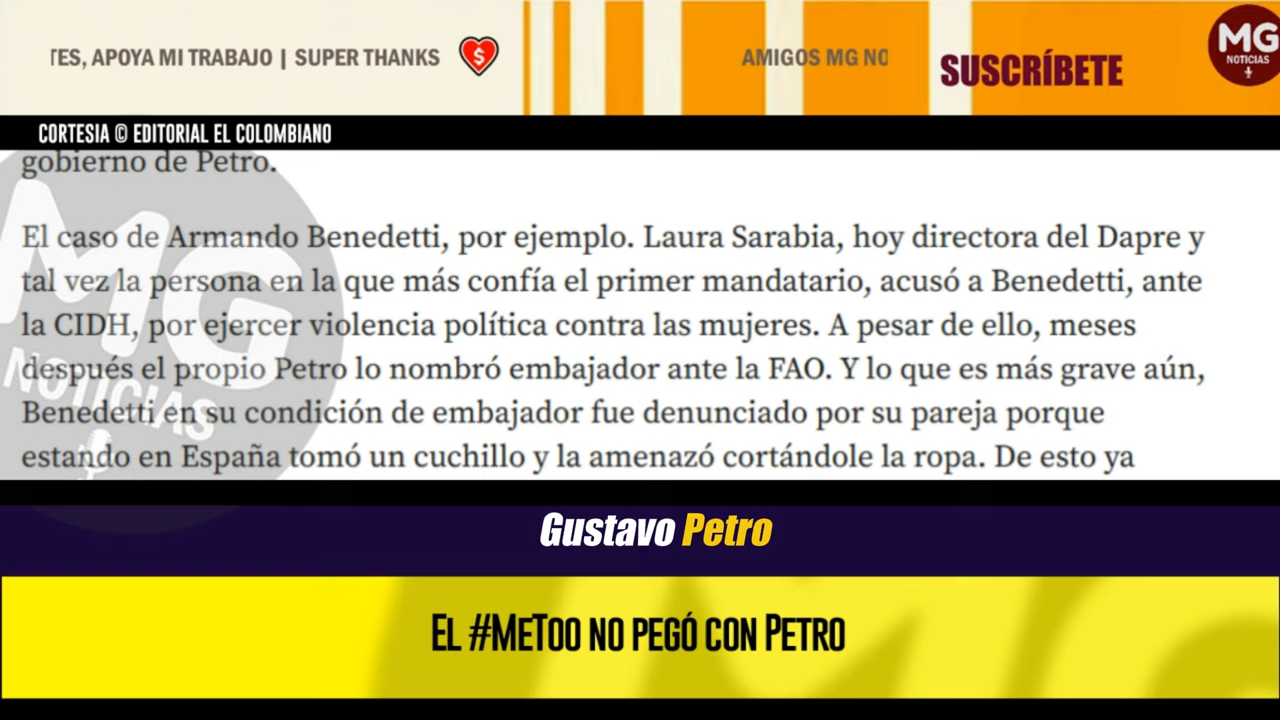 TES, APOYA MI TRABAJO | SUPER THANKS
AMIGOS MG NO
SUSCRÍBETE
MG
NOTICIAS
CORTESIA © EDITORIAL EL COLOMBIANO
gobierno de Petro.
El caso de Armando Benedetti, por ejemplo. Laura Sarabia, hoy directora del Dapre y
tal vez la persona en la que más confía el primer mandatario, acusó a Benedetti, ante
la CIDH, por ejercer violencia política contra las mujeres. A pesar de ello, meses
después el propio Petro lo nombró embajador ante la FAO. Y lo que es más grave aún,
Benedetti en su condición de embajador fue denunciado por su pareja porque
estando en España tomó un cuchillo y la amenazó cortándole la ropa. De esto ya
MG
NOTICIAS
Gustavo Petro
El #MeToo no pegó con Petro